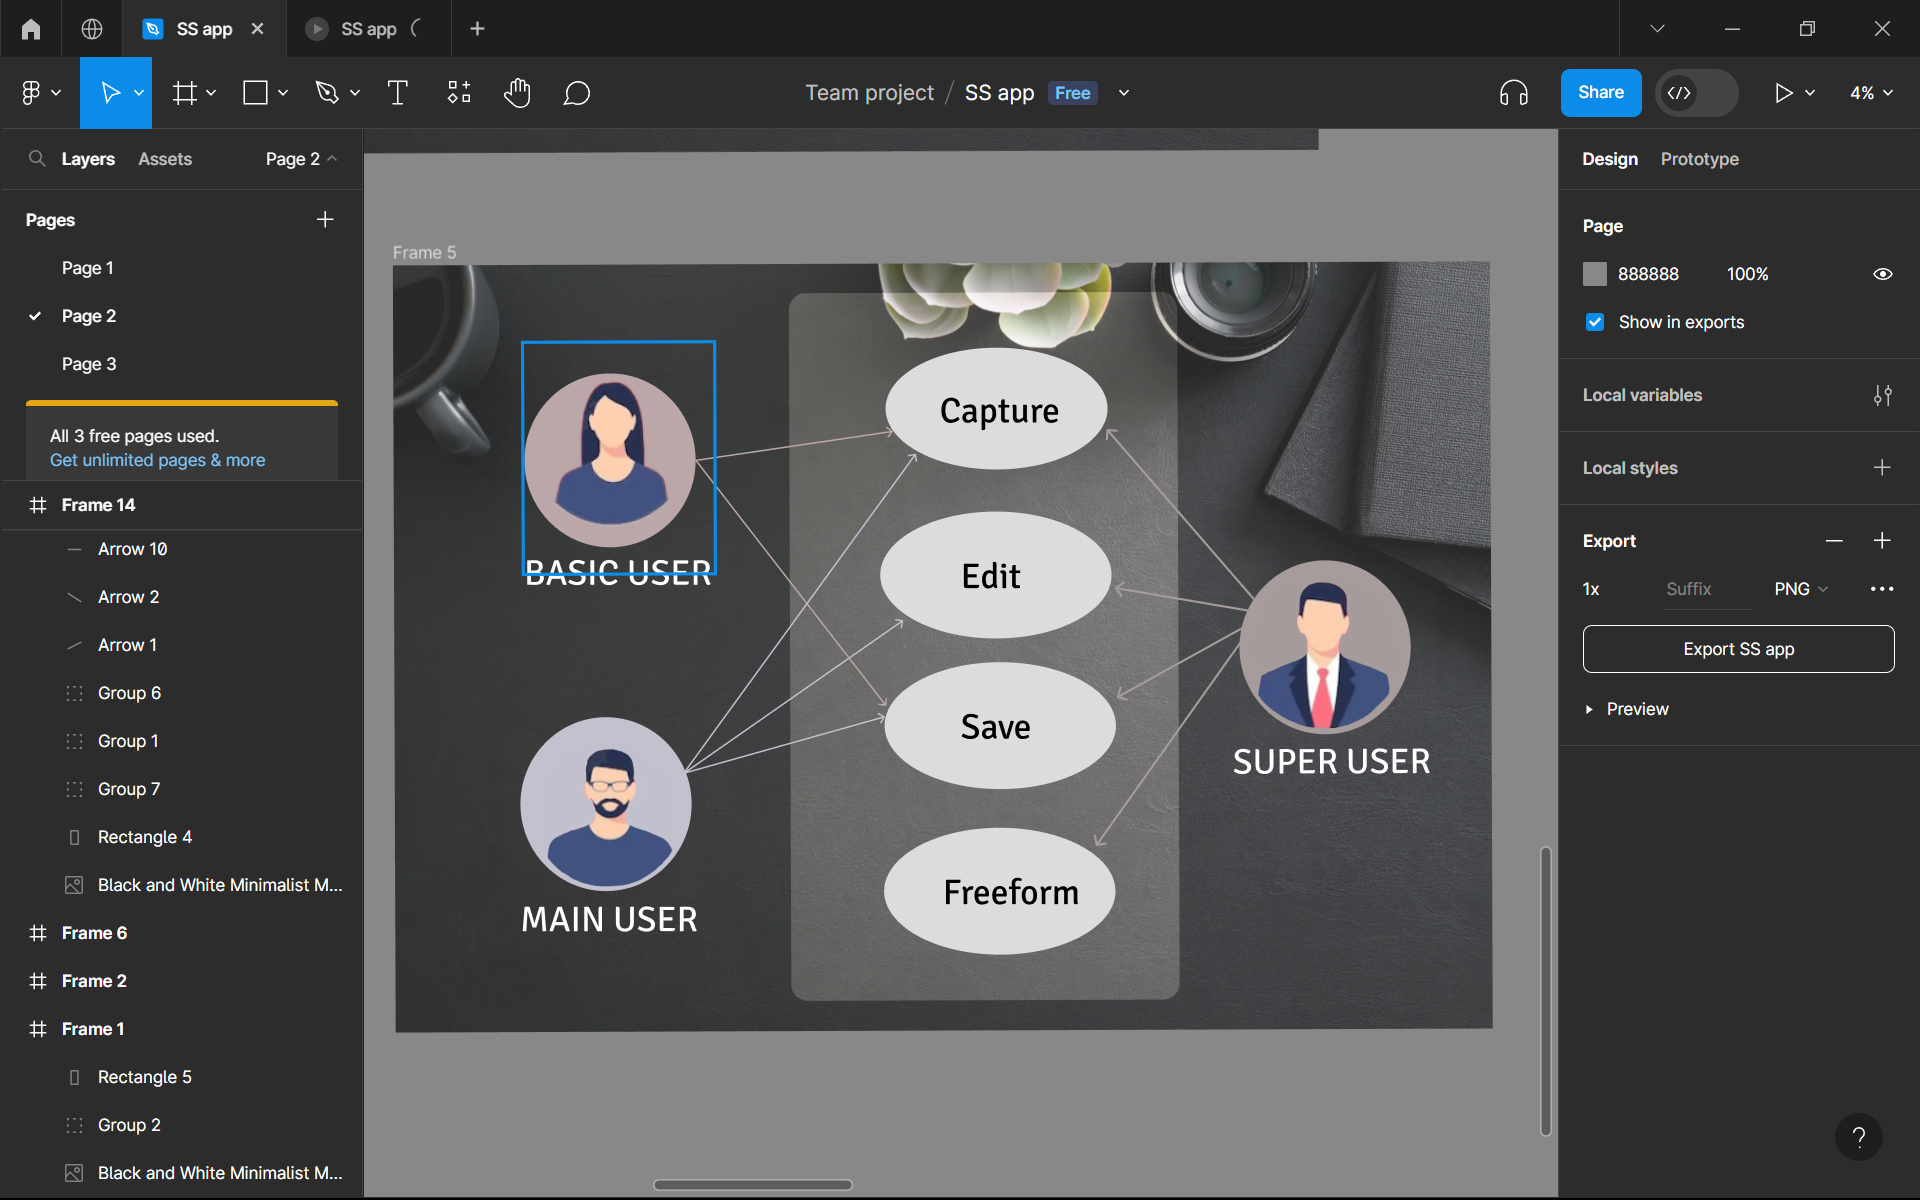 SS app
SS app
Team project / SS app Free
Share
4%
Layers
Assets
Page 2
Pages
Page 1
Page 2
Page 3
All 3 free pages used.
Get unlimited pages & more
Frame 14
Arrow 10
Arrow 2
Arrow 1
Group 6
Group 1
Group 7
Rectangle 4
Black and White Minimalist M...
Frame 6
Frame 2
Frame 1
Rectangle 5
Group 2
Black and White Minimalist M...
Frame 5
BASIC USER
MAIN USER
Capture
Edit
Save
Freeform
SUPER USER
Design
Prototype
Page
888888
100%
Show in exports
Local variables
Local styles
Export
1x
Suffix
PNG
Export SS app
Preview
?